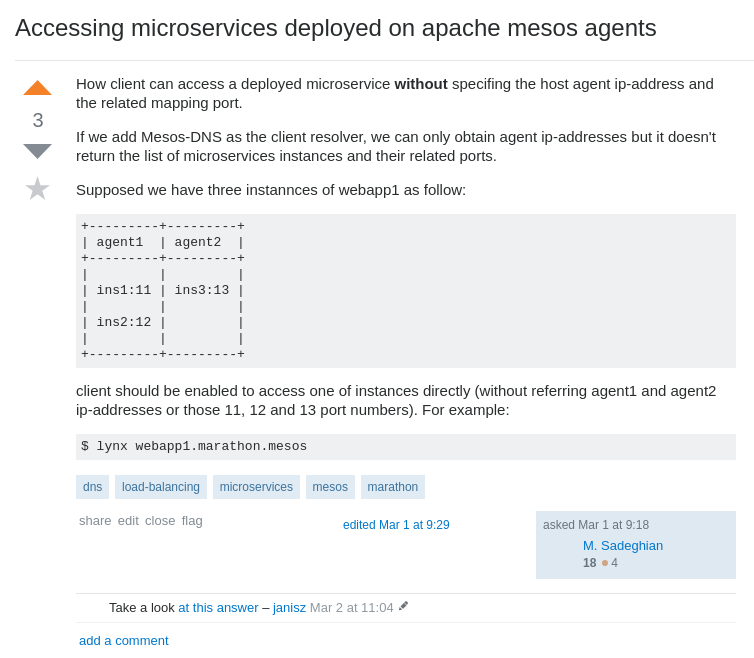 Accessing microservices deployed on apache mesos agents
How client can access a deployed microservice without specifing the host agent ip-address and
the related mapping port.
3
If we add Mesos-DNS as the client resolver, we can only obtain agent ip-addresses but it doesn't
return the list of microservices instances and their related ports.
Supposed we have three instannces of webapp1 as follow:
+---------+---------+
| agent1  | agent2  |
+---------+---------+
|         |         |
| ins1:11 | ins3:13 |
|         |         |
| ins2:12 |         |
|         |         |
+---------+---------+
client should be enabled to access one of instances directly (without referring agent1 and agent2
ip-addresses or those 11, 12 and 13 port numbers). For example:
$ lynx webapp1.marathon.mesos
dns load-balancing microservices mesos marathon
share edit close flag edited Mar 1 at 9:29 asked Mar 1 at 9:18
M. Sadeghian
18 ● 4
Take a look at this answer – janisz Mar 2 at 11:04
add a comment